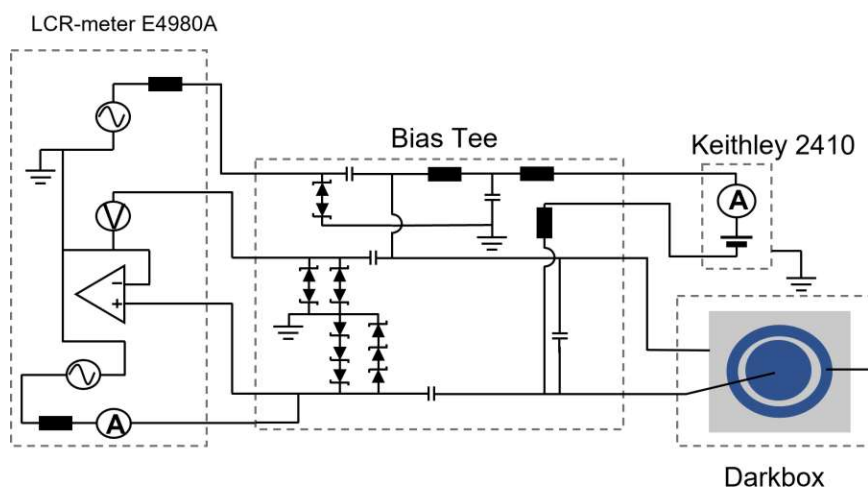 LCR-meter E4980A
Bias Tee
Keithley 2410
A
V
A
Darkbox